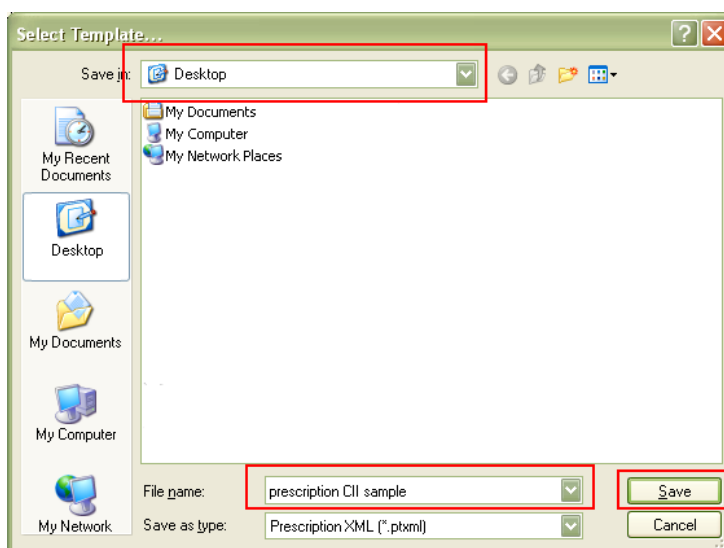 Select Template...
Save in: Desktop
My Documents
My Computer
My Network Places
My Recent
Documents
Desktop
My Documents
My Computer
My Network
File name: prescription CII sample
Save
Save as type: Prescription XML (*.ptxml)
Cancel